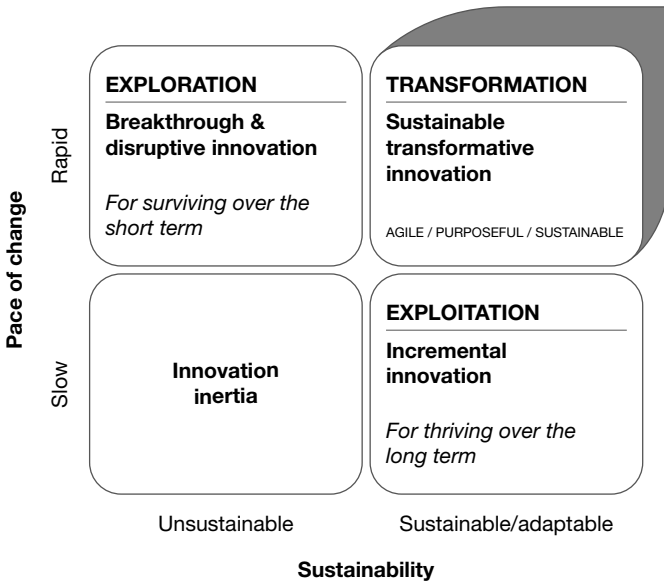 EXPLORATION
Breakthrough &
disruptive innovation
For surviving over the
short term
TRANSFORMATION
Sustainable
transformative
innovation
AGILE / PURPOSEFUL / SUSTAINABLE
Rapid
Pace of change
Slow
Innovation
inertia
EXPLOITATION
Incremental
innovation
For thriving over the
long term
Unsustainable
Sustainable/adaptable
Sustainability